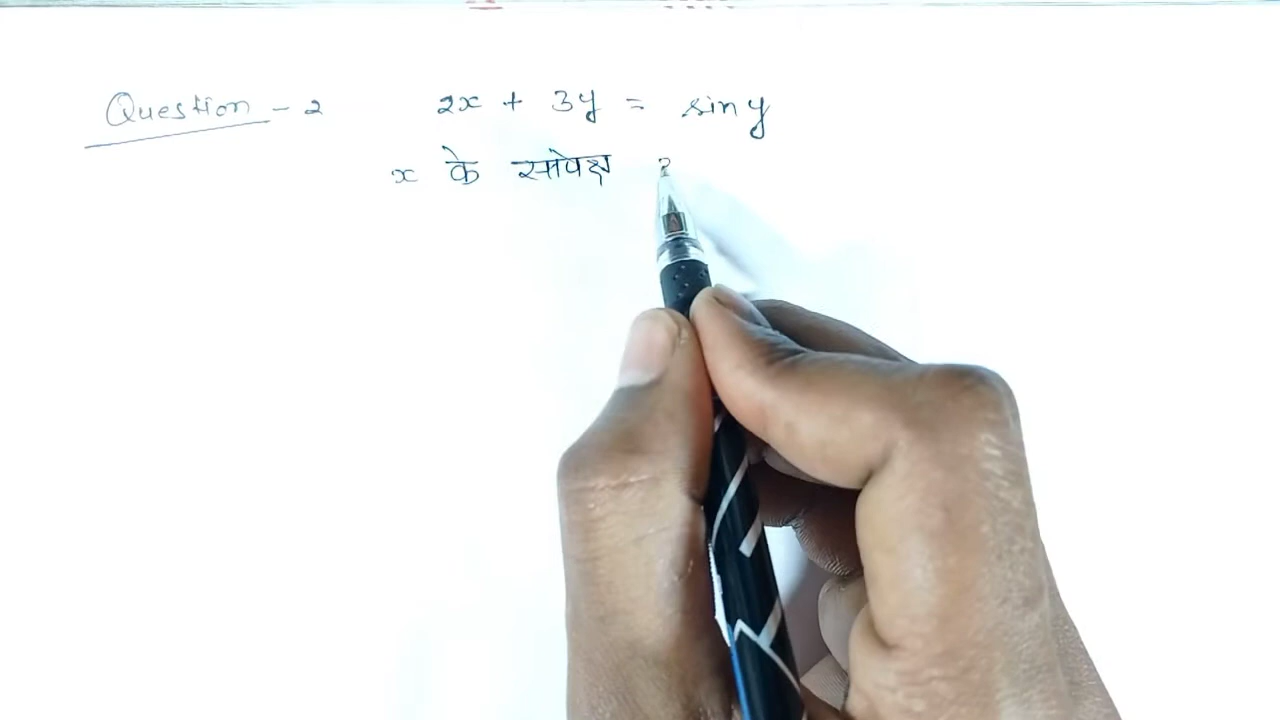 Question - 2 2x + 3y = sin y
x के सापेक्ष